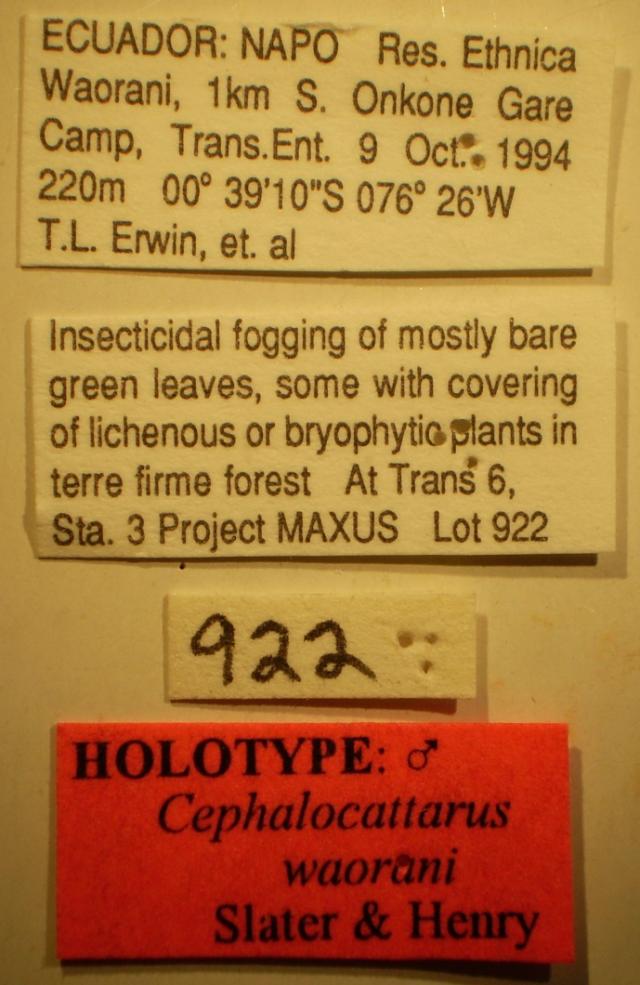 ECUADOR: NAPO Res. Ethnica
Waorani, 1km S. Onkone Gare
Camp, Trans.Ent. 9 Oct. 1994
220m 00° 39'10"S 076° 26'W
T.L. Erwin, et. al
Insecticidal fogging of mostly bare
green leaves, some with covering
of lichenous or bryophytic plants in
terre firme forest At Trans 6,
Sta. 3 Project MAXUS Lot 922
922
HOLOTYPE: ♂
Cephalocattarus
waorani
Slater & Henry